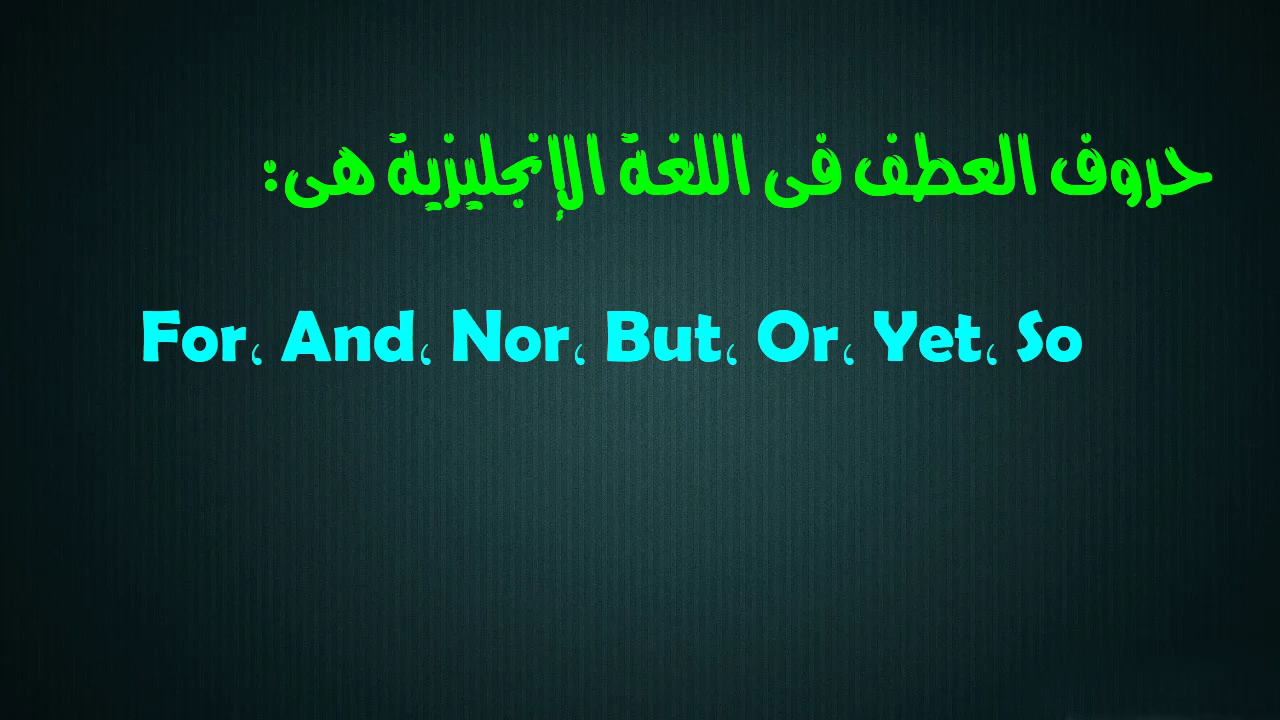 حروف العطف فى اللغة الإنجليزية هى:
For، And، Nor، But، Or، Yet، So